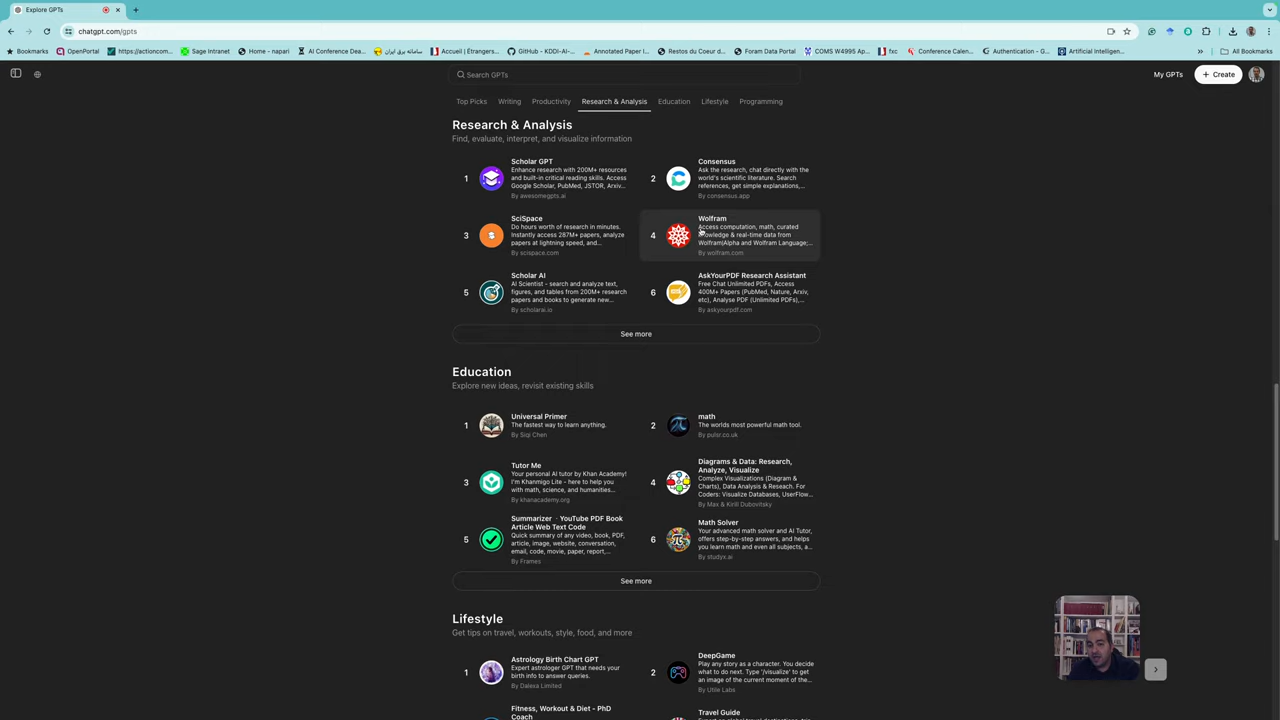 Explore GPTs
chatgpt.com/gpts
Bookmarks
OpenPortal
https://actioncom...
Sage Intranet
Home - napari
AI Conference Dea...
سامانه برق ایران
Accueil | Étrangers...
GitHub - KDDI-AI-...
Annotated Paper I...
Restos du Coeur d...
Foram Data Portal
COMS W4995 Ap...
fxc
Conference Calen...
Authentication - G...
Artificial Intelligen...
All Bookmarks
Search GPTs
My GPTs
Create
Top Picks
Writing
Productivity
Research & Analysis
Education
Lifestyle
Programming
Research & Analysis
Find, evaluate, interpret, and visualize information
1
Scholar GPT
Enhance research with 200M+ resources
and built-in critical reading skills. Access
Google Scholar, PubMed, JSTOR, Arxiv...
By awesomegpts.ai
2
Consensus
Ask the research, chat directly with the
world's scientific literature. Search
references, get simple explanations,...
By consensus.app
3
SciSpace
Do hours worth of research in minutes.
Instantly access 287M+ papers, analyze
papers at lightning speed, and...
By scispace.com
4
Wolfram
Access computation, math, curated
knowledge & real-time data from
Wolfram|Alpha and Wolfram Language;...
By wolfram.com
5
Scholar AI
AI Scientist - search and analyze text,
figures, and tables from 200M+ research
papers and books to generate new...
By scholarai.io
6
AskYourPDF Research Assistant
Free Chat Unlimited PDFs, Access
400M+ Papers (PubMed, Nature, Arxiv,
etc), Analyse PDF (Unlimited PDFs),...
By askyourpdf.com
See more
Education
Explore new ideas, revisit existing skills
1
Universal Primer
The fastest way to learn anything.
By Siqi Chen
2
math
The worlds most powerful math tool.
By pulsr.co.uk
3
Tutor Me
Your personal AI tutor by Khan Academy!
I'm Khanmigo Lite - here to help you
with math, science, and humanities...
By khanacademy.org
4
Diagrams & Data: Research,
Analyze, Visualize
Complex Visualizations (Diagram &
Charts), Data Analysis & Reseach. For
Coders: Visualize Databases, UserFlow...
By Max & Kirill Dubovitsky
5
Summarizer · YouTube PDF Book
Article Web Text Code
Quick summary of any video, book, PDF,
article, image, website, conversation,
email, code, movie, paper, report,...
By Frames
6
Math Solver
Your advanced math solver and AI Tutor,
offers step-by-step answers, and helps
you learn math and even all subjects, a...
By studyx.ai
See more
Lifestyle
Get tips on travel, workouts, style, food, and more
1
Astrology Birth Chart GPT
Expert astrologer GPT that needs your
birth info to answer queries.
By Dalexa Limited
2
DeepGame
Play any story as a character. You decide
what to do next. Type '/visualize' to get
an image of the current moment of the...
By Utile Labs
Fitness, Workout & Diet - PhD
Coach
Travel Guide